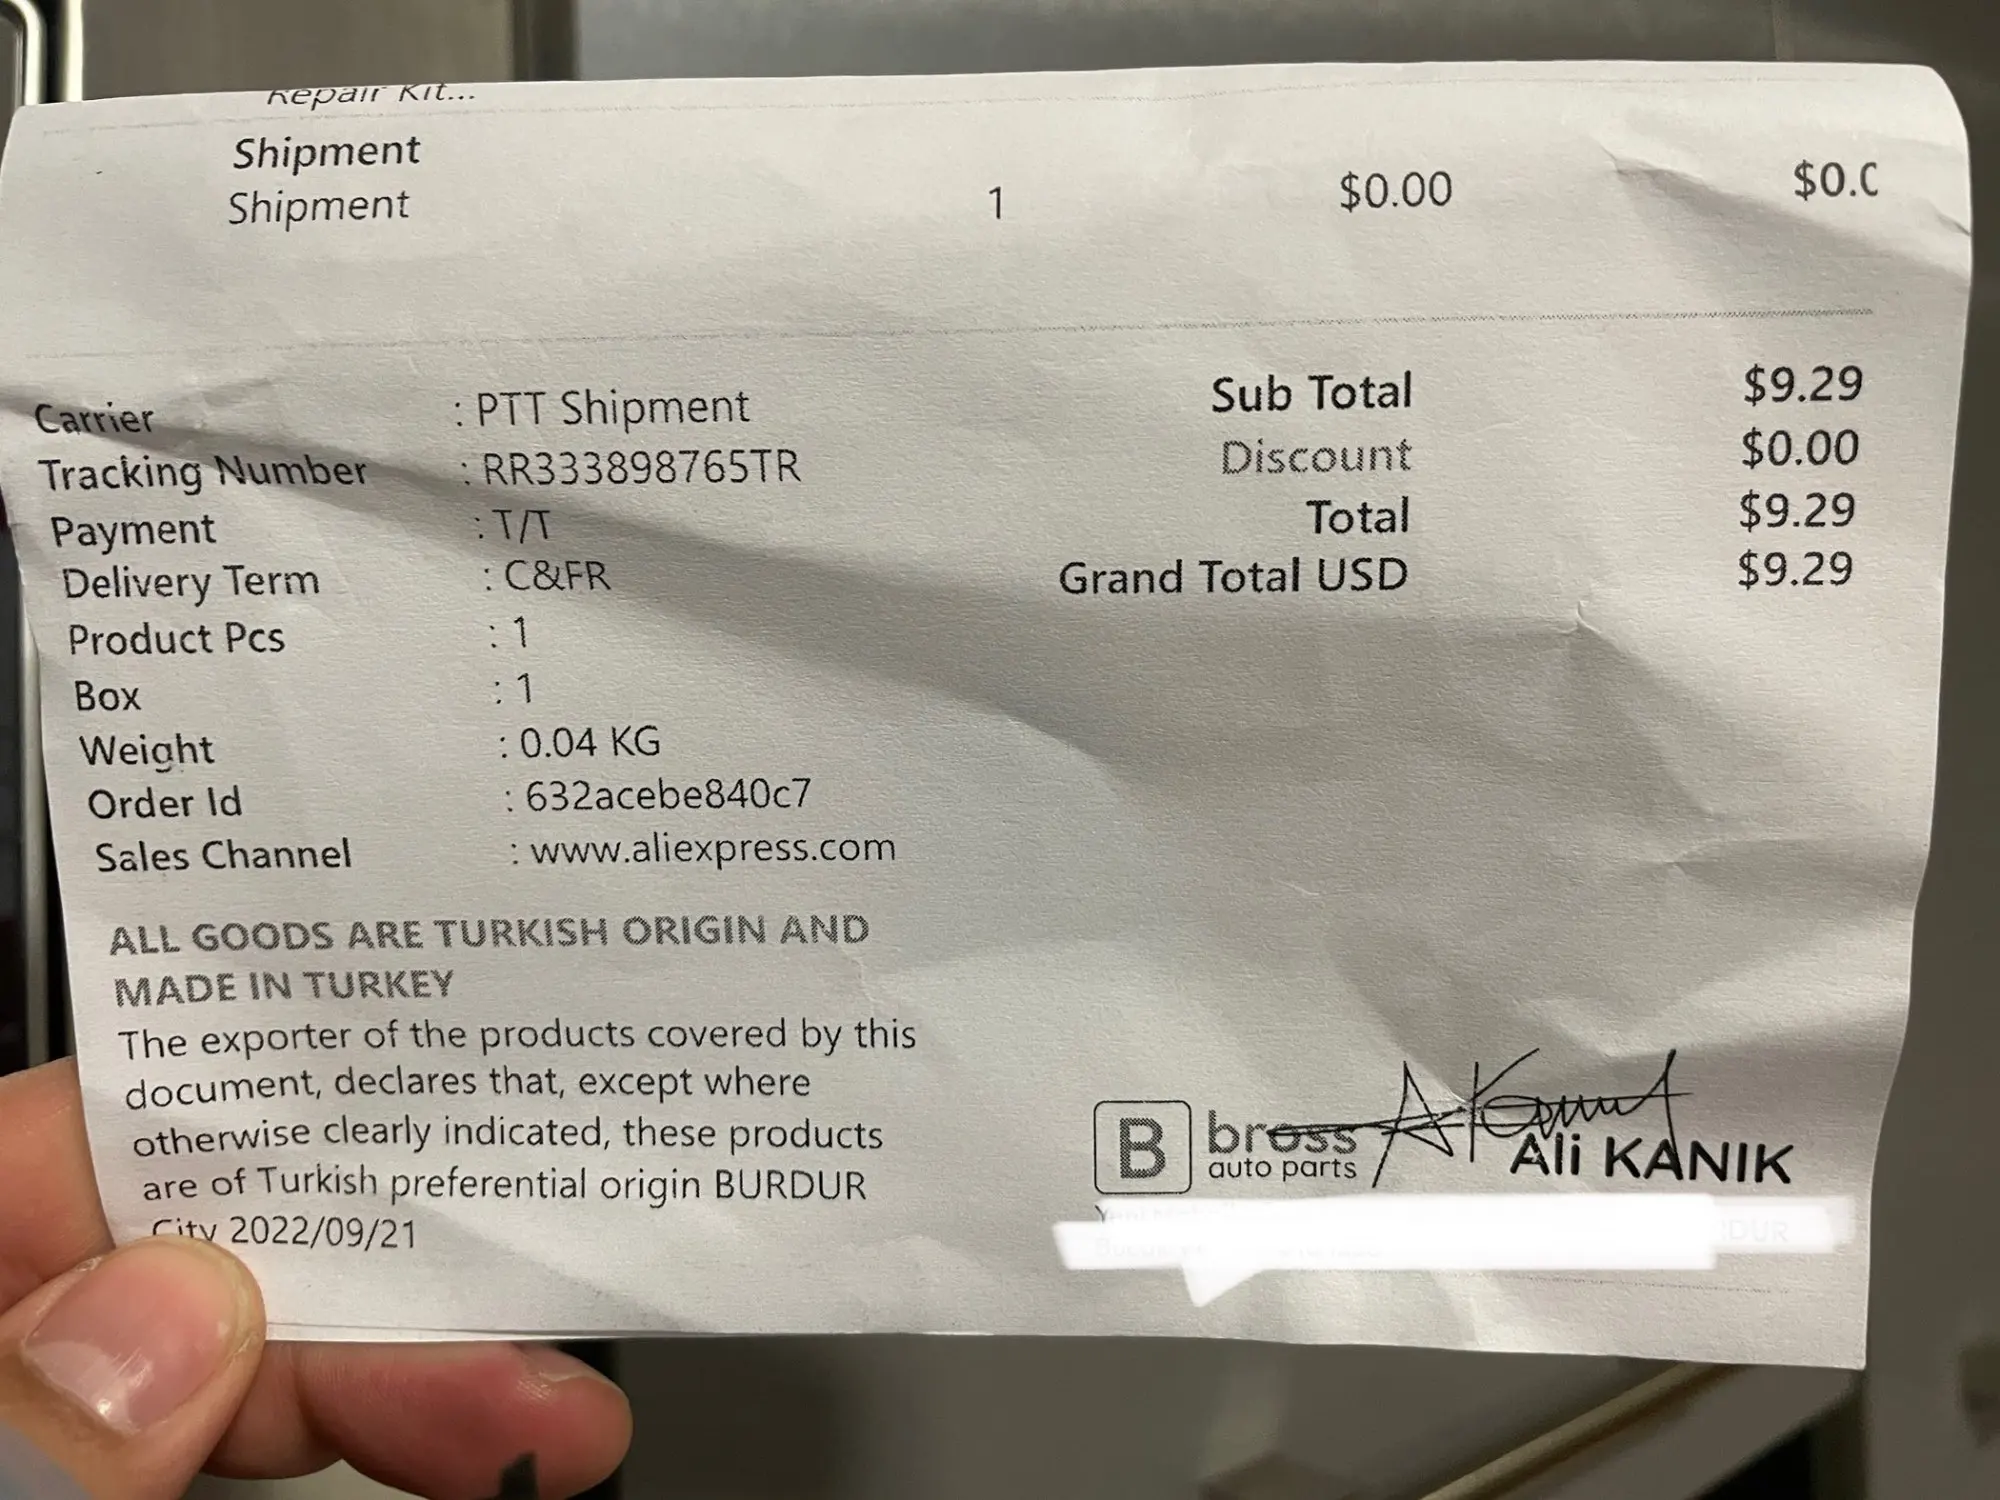 Repair Kit...
Shipment
Shipment 1 $0.00 $0.0
Carrier : PTT Shipment
Tracking Number : RR333898765TR
Payment : T/T
Delivery Term : C&FR
Product Pcs : 1
Box : 1
Weight : 0.04 KG
Order Id : 632acebe840c7
Sales Channel : www.aliexpress.com
Sub Total $9.29
Discount $0.00
Total $9.29
Grand Total USD $9.29
ALL GOODS ARE TURKISH ORIGIN AND
MADE IN TURKEY
The exporter of the products covered by this
document, declares that, except where
otherwise clearly indicated, these products
are of Turkish preferential origin BURDUR
City 2022/09/21
B bross
auto parts
A Kanık
Ali KANIK